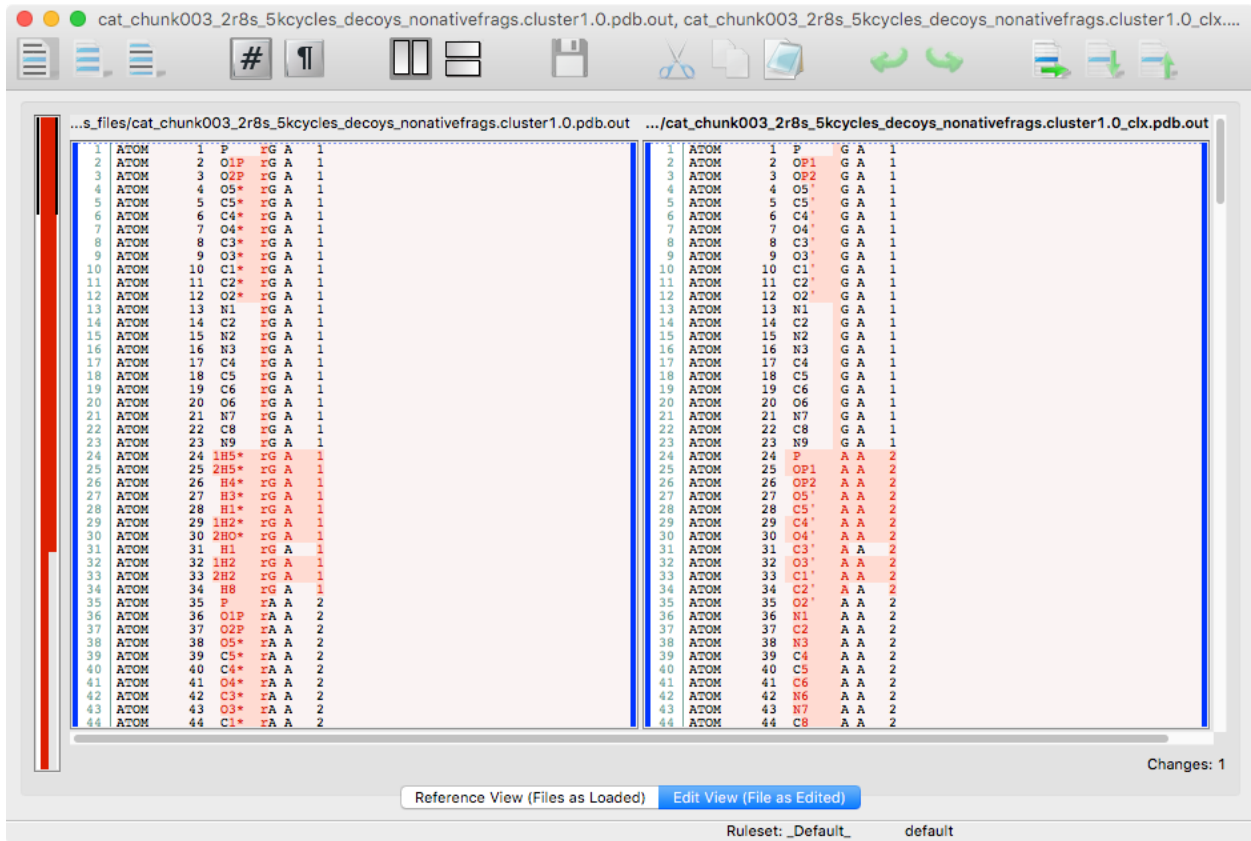 cat_chunk003_2r8s_5kcycles_decoys_nonativefrags.cluster1.0.pdb.out, cat_chunk003_2r8s_5kcycles_decoys_nonativefrags.cluster1.0_clx....
# ¶
...s_files/cat_chunk003_2r8s_5kcycles_decoys_nonativefrags.cluster1.0.pdb.out .../cat_chunk003_2r8s_5kcycles_decoys_nonativefrags.cluster1.0_clx.pdb.out
1 ATOM 1 P rG A 1 1 ATOM 1 P G A 1
2 ATOM 2 O1P rG A 1 2 ATOM 2 OP1 G A 1
3 ATOM 3 O2P rG A 1 3 ATOM 3 OP2 G A 1
4 ATOM 4 O5* rG A 1 4 ATOM 4 O5' G A 1
5 ATOM 5 C5* rG A 1 5 ATOM 5 C5' G A 1
6 ATOM 6 C4* rG A 1 6 ATOM 6 C4' G A 1
7 ATOM 7 O4* rG A 1 7 ATOM 7 O4' G A 1
8 ATOM 8 C3* rG A 1 8 ATOM 8 C3' G A 1
9 ATOM 9 O3* rG A 1 9 ATOM 9 O3' G A 1
10 ATOM 10 C1* rG A 1 10 ATOM 10 C1' G A 1
11 ATOM 11 C2* rG A 1 11 ATOM 11 C2' G A 1
12 ATOM 12 O2* rG A 1 12 ATOM 12 O2' G A 1
13 ATOM 13 N1 rG A 1 13 ATOM 13 N1 G A 1
14 ATOM 14 C2 rG A 1 14 ATOM 14 C2 G A 1
15 ATOM 15 N2 rG A 1 15 ATOM 15 N2 G A 1
16 ATOM 16 N3 rG A 1 16 ATOM 16 N3 G A 1
17 ATOM 17 C4 rG A 1 17 ATOM 17 C4 G A 1
18 ATOM 18 C5 rG A 1 18 ATOM 18 C5 G A 1
19 ATOM 19 C6 rG A 1 19 ATOM 19 C6 G A 1
20 ATOM 20 O6 rG A 1 20 ATOM 20 O6 G A 1
21 ATOM 21 N7 rG A 1 21 ATOM 21 N7 G A 1
22 ATOM 22 C8 rG A 1 22 ATOM 22 C8 G A 1
23 ATOM 23 N9 rG A 1 23 ATOM 23 N9 G A 1
24 ATOM 24 1H5* rG A 1 24 ATOM 24 P A A 2
25 ATOM 25 2H5* rG A 1 25 ATOM 25 OP1 A A 2
26 ATOM 26 H4* rG A 1 26 ATOM 26 OP2 A A 2
27 ATOM 27 H3* rG A 1 27 ATOM 27 O5' A A 2
28 ATOM 28 H1* rG A 1 28 ATOM 28 C5' A A 2
29 ATOM 29 1H2* rG A 1 29 ATOM 29 C4' A A 2
30 ATOM 30 2HO* rG A 1 30 ATOM 30 O4' A A 2
31 ATOM 31 H1 rG A 1 31 ATOM 31 C3' A A 2
32 ATOM 32 1H2 rG A 1 32 ATOM 32 O3' A A 2
33 ATOM 33 2H2 rG A 1 33 ATOM 33 C1' A A 2
34 ATOM 34 H8 rG A 1 34 ATOM 34 C2' A A 2
35 ATOM 35 P rA A 2 35 ATOM 35 O2' A A 2
36 ATOM 36 O1P rA A 2 36 ATOM 36 N1 A A 2
37 ATOM 37 O2P rA A 2 37 ATOM 37 C2 A A 2
38 ATOM 38 O5* rA A 2 38 ATOM 38 N3 A A 2
39 ATOM 39 C5* rA A 2 39 ATOM 39 C4 A A 2
40 ATOM 40 C4* rA A 2 40 ATOM 40 C5 A A 2
41 ATOM 41 O4* rA A 2 41 ATOM 41 C6 A A 2
42 ATOM 42 C3* rA A 2 42 ATOM 42 N6 A A 2
43 ATOM 43 O3* rA A 2 43 ATOM 43 N7 A A 2
44 ATOM 44 C1* rA A 2 44 ATOM 44 C8 A A 2
Changes: 1
Reference View (Files as Loaded) Edit View (File as Edited)
Ruleset: _Default_ default